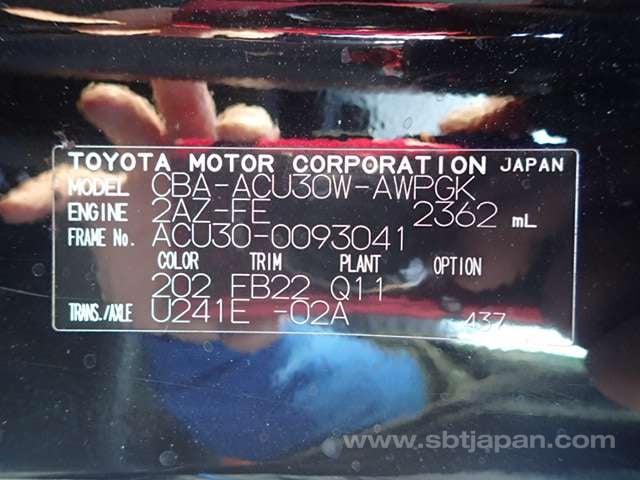 TOYOTA MOTOR CORPORATION JAPAN
MODEL CBA-ACU30W-AWPGK
ENGINE 2AZ-FE 2362 mL
FRAME No. ACU30-0093041
COLOR TRIM PLANT OPTION
202 FB22 Q11
TRANS./AXLE U241E -02A 437
www.sbtjapan.com